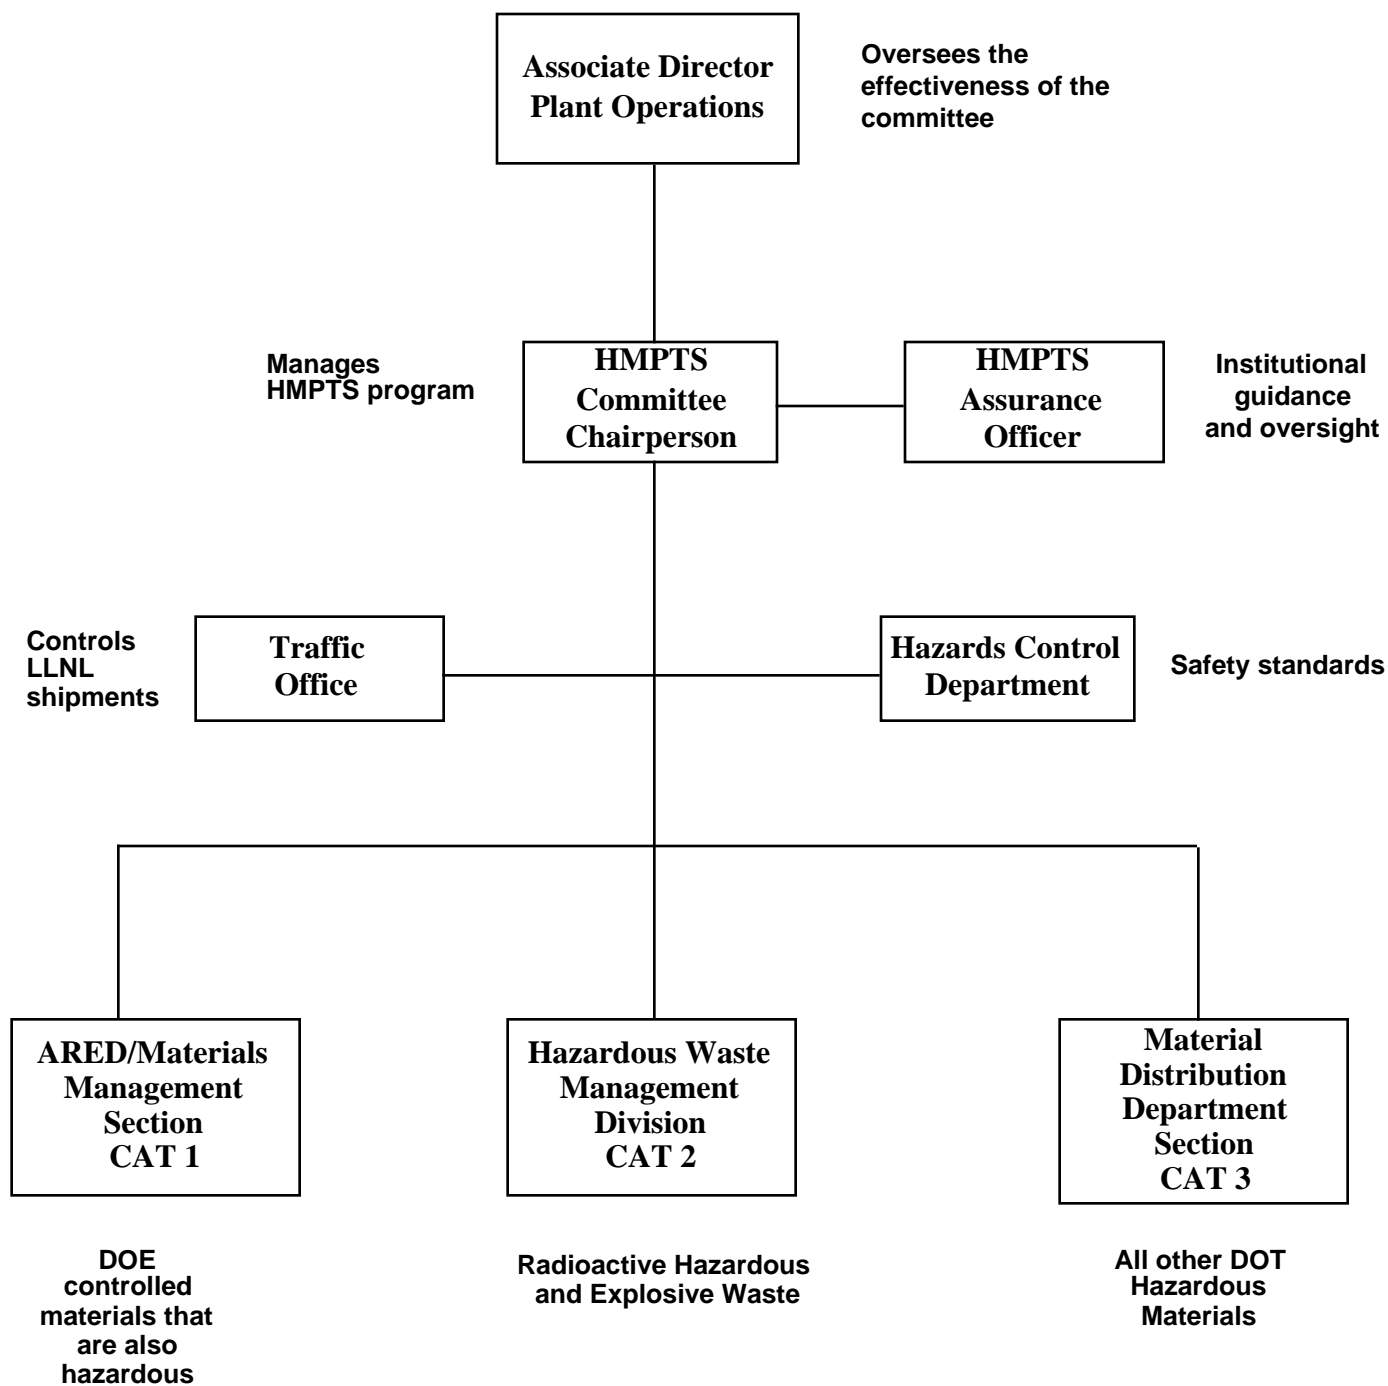 Associate Director
Plant Operations
Oversees the
effectiveness of the
committee
Manages
HMPTS program
HMPTS
Committee
Chairperson
HMPTS
Assurance
Officer
Institutional
guidance
and oversight
Controls
LLNL
shipments
Traffic
Office
Hazards Control
Department
Safety standards
ARED/Materials
Management
Section
CAT 1
Hazardous Waste
Management
Division
CAT 2
Material
Distribution
Department
Section
CAT 3
DOE
controlled
materials that
are also
hazardous
Radioactive Hazardous
and Explosive Waste
All other DOT
Hazardous
Materials